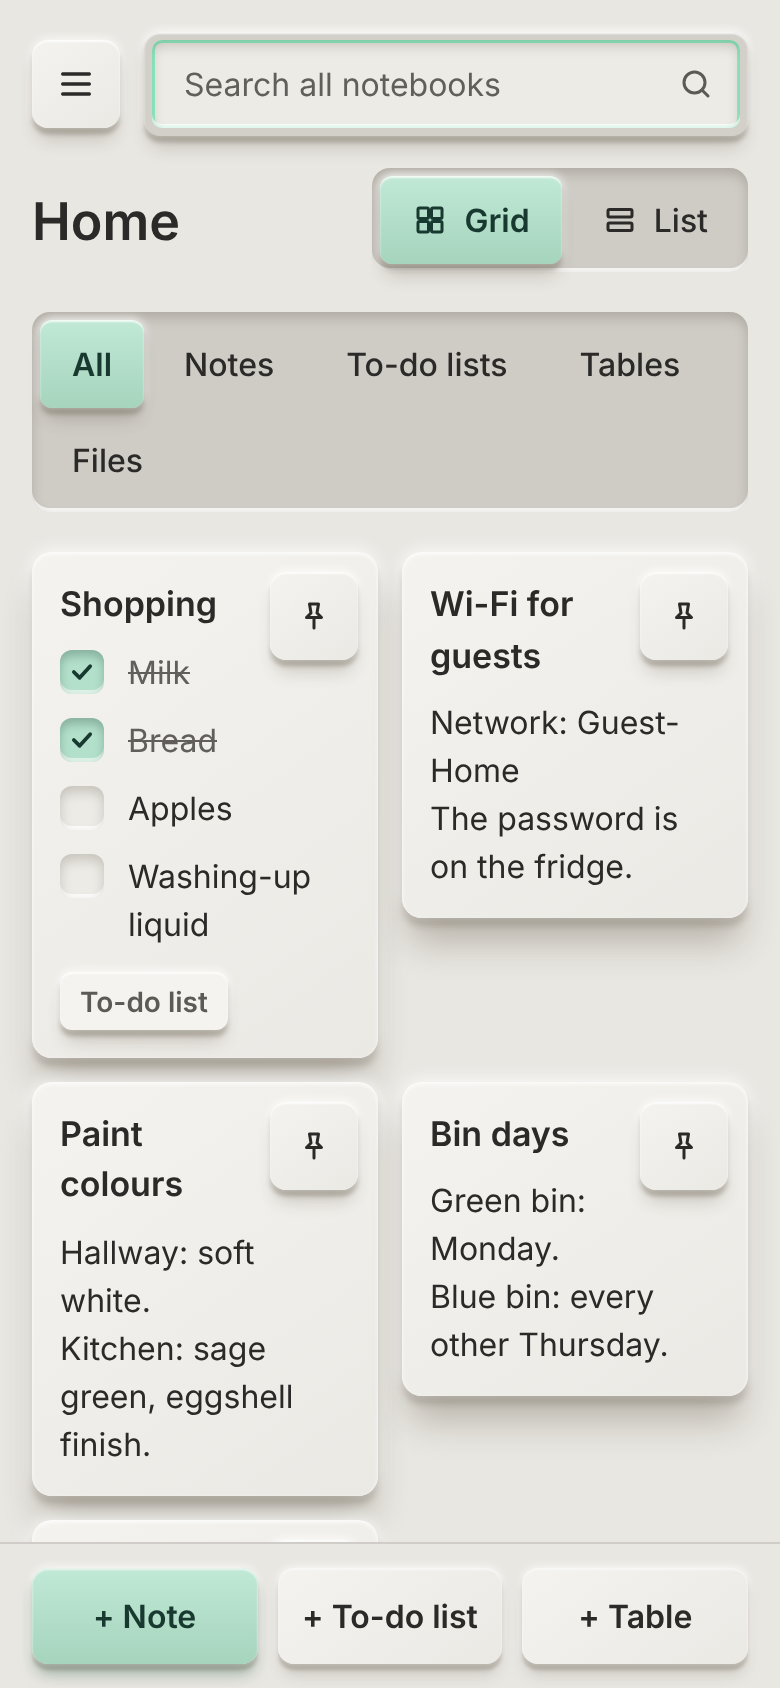 Search all notebooks
Home
Grid
List
All
Notes
To-do lists
Tables
Files
Shopping
Milk
Bread
Apples
Washing-up
liquid
To-do list
Wi-Fi for
guests
Network: Guest-
Home
The password is
on the fridge.
Paint
colours
Hallway: soft
white.
Kitchen: sage
green, eggshell
finish.
Bin days
Green bin:
Monday.
Blue bin: every
other Thursday.
+ Note
+ To-do list
+ Table